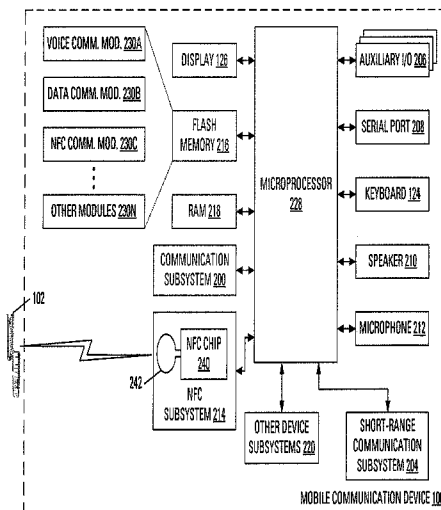 VOICE COMM. MOD. 230A
DATA COMM. MOD. 230B
NFC COMM. MOD. 230C
OTHER MODULES 230N
DISPLAY 126
FLASH
MEMORY 216
RAM 218
COMMUNICATION
SUBSYSTEM 200
102
242
NFC CHIP
240
NFC
SUBSYSTEM 214
MICROPROCESSOR
228
AUXILIARY I/O 206
SERIAL PORT 208
KEYBOARD 124
SPEAKER 210
MICROPHONE 212
OTHER DEVICE
SUBSYSTEMS 220
SHORT-RANGE
COMMUNICATION
SUBSYSTEM 204
MOBILE COMMUNICATION DEVICE